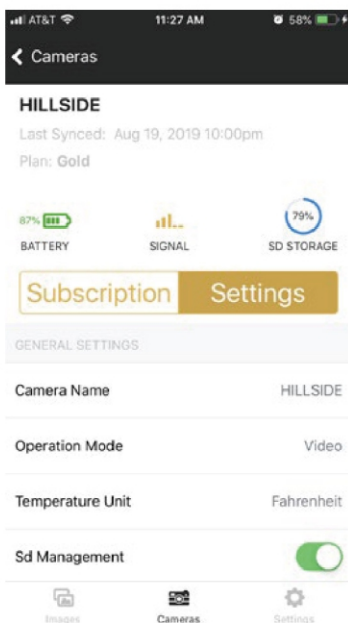 AT&T 11:27 AM 58%
Cameras
HILLSIDE
Last Synced: Aug 19, 2019 10:00pm
Plan: Gold
87% 79%
BATTERY SIGNAL SD STORAGE
Subscription Settings
GENERAL SETTINGS
Camera Name HILLSIDE
Operation Mode Video
Temperature Unit Fahrenheit
Sd Management
Images Cameras Settings